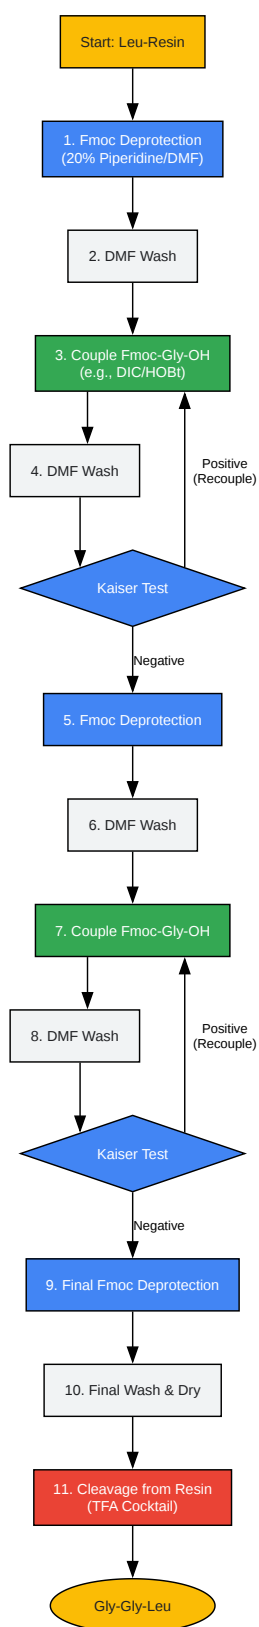 Start: Leu-Resin
1. Fmoc Deprotection
(20% Piperidine/DMF)
2. DMF Wash
3. Couple Fmoc-Gly-OH
(e.g., DIC/HOBt)
4. DMF Wash
Positive
(Recouple)
Kaiser Test
Negative
5. Fmoc Deprotection
6. DMF Wash
7. Couple Fmoc-Gly-OH
8. DMF Wash
Positive
(Recouple)
Kaiser Test
Negative
9. Final Fmoc Deprotection
10. Final Wash & Dry
11. Cleavage from Resin
(TFA Cocktail)
Gly-Gly-Leu